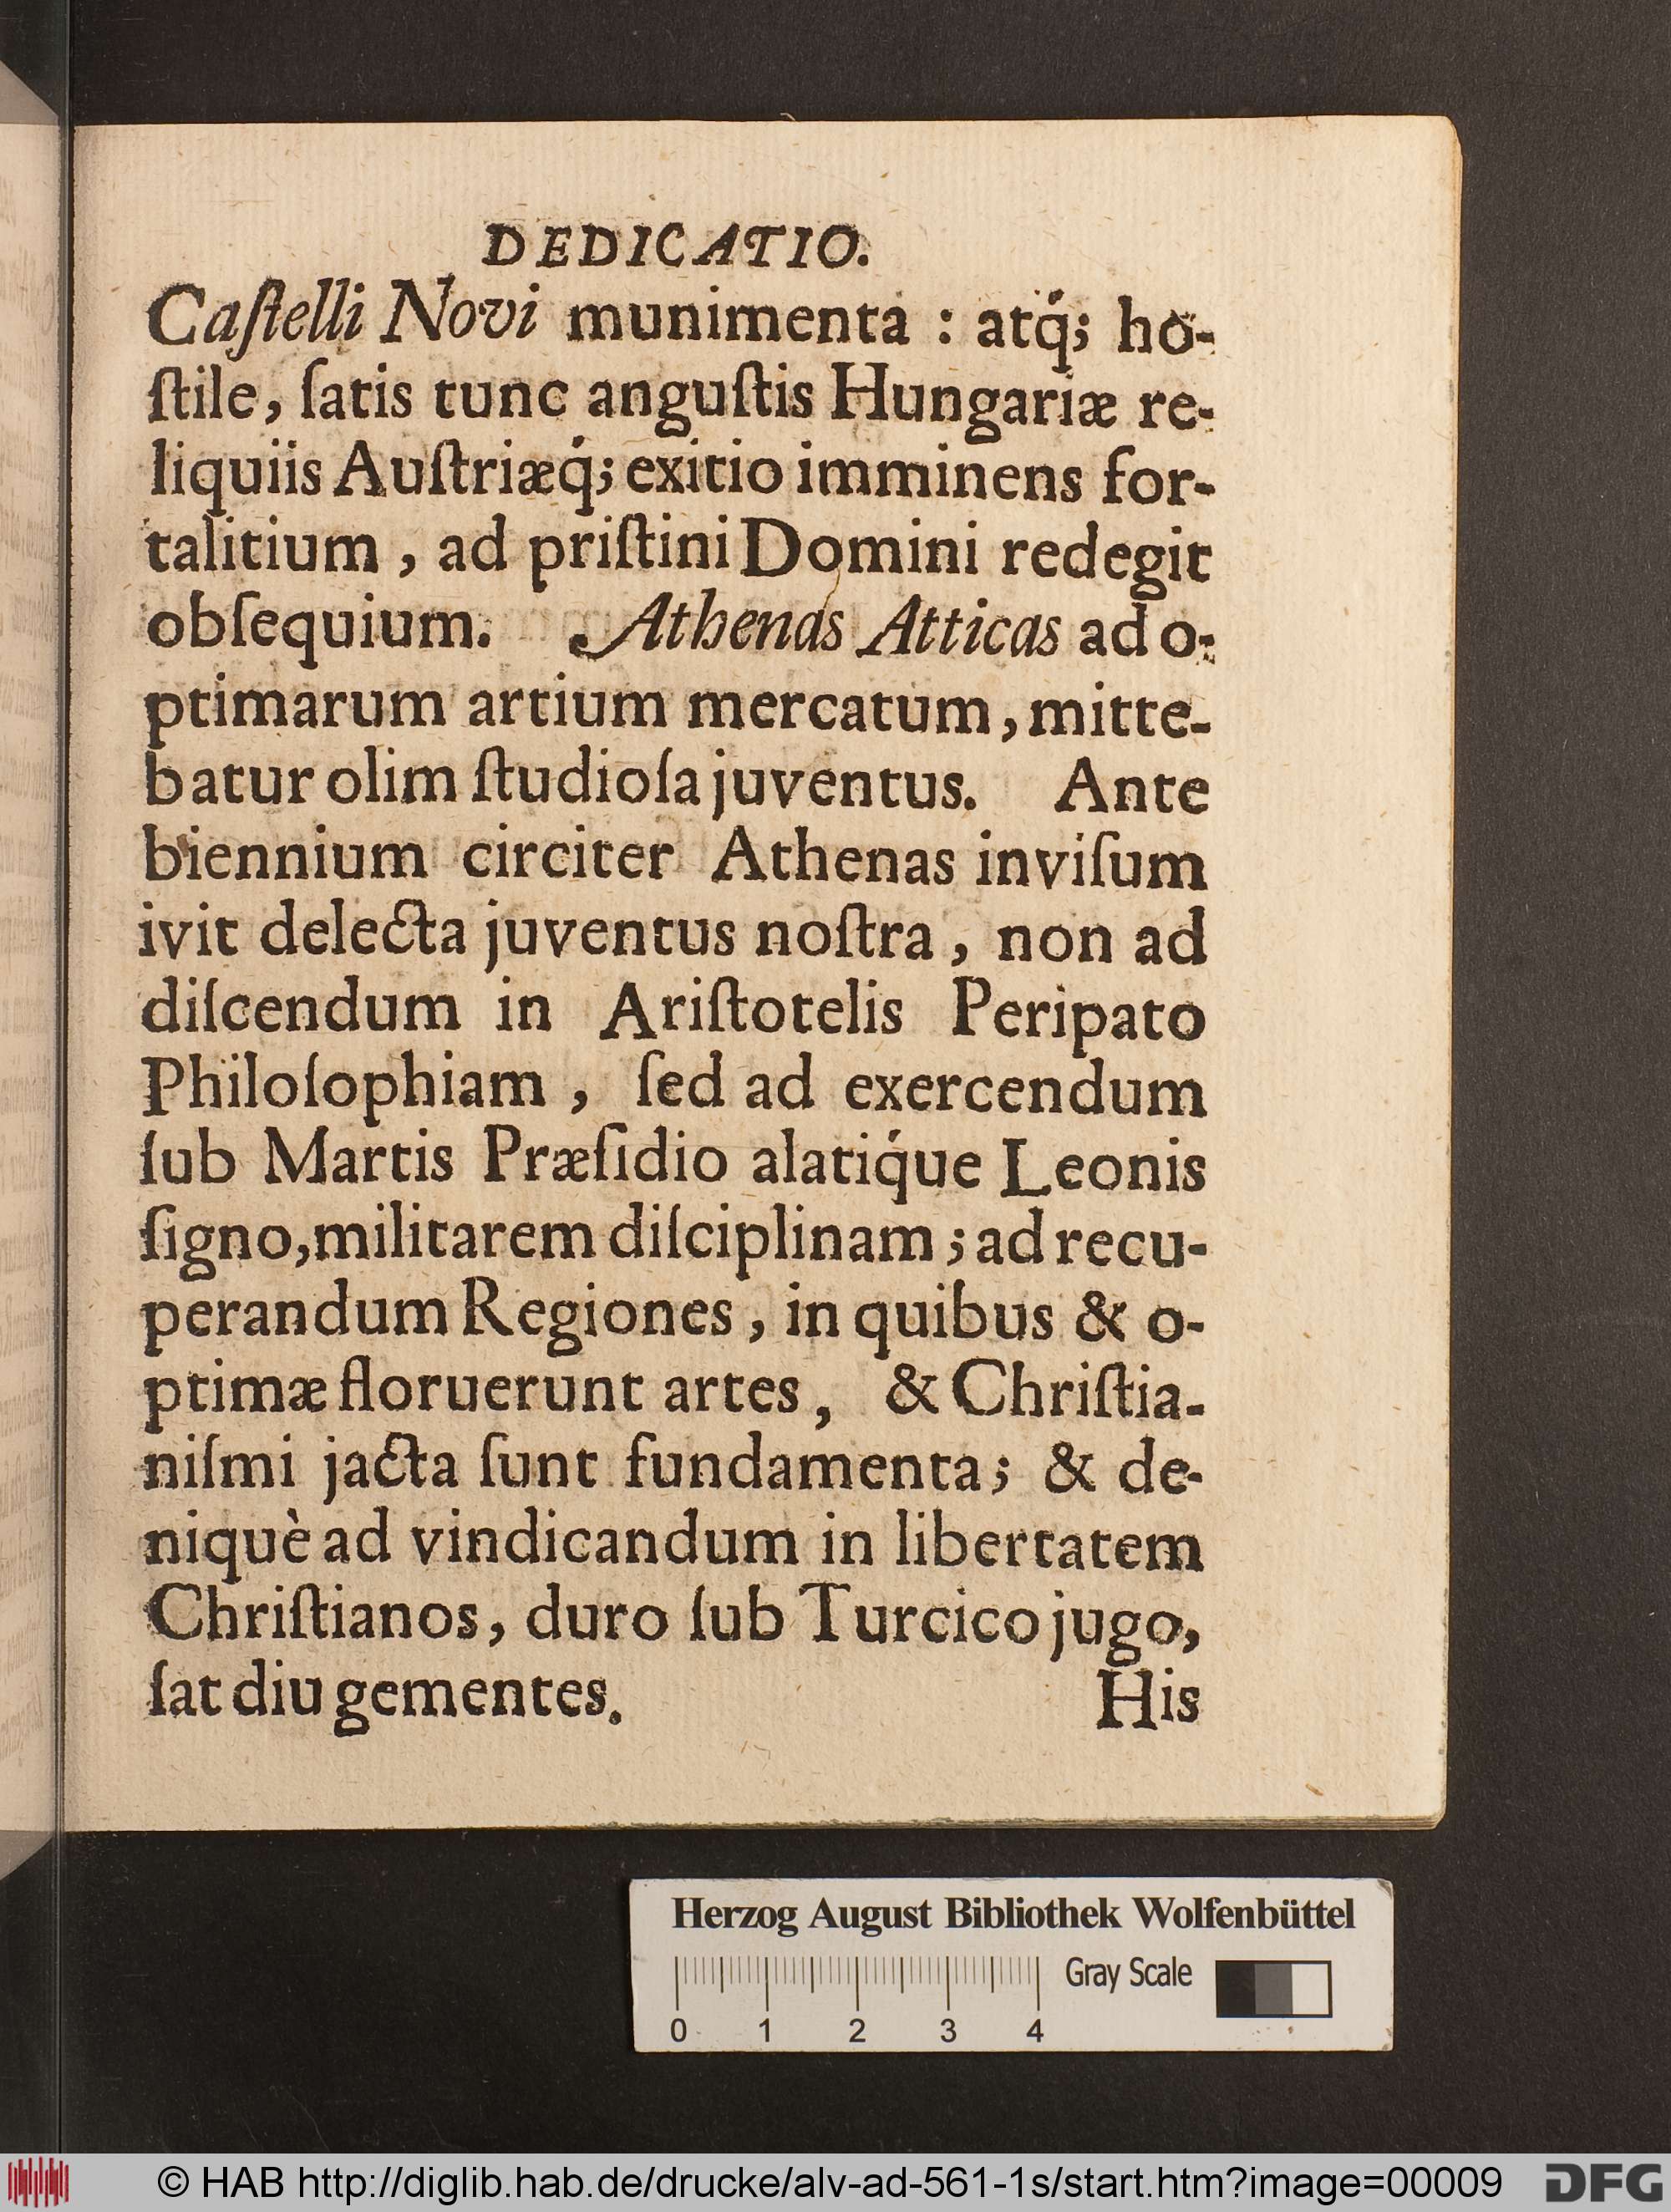 DEDICATIO.
Caſtelli Novi munimenta : atq́; ho-
ſtile, ſatis tunc anguſtis Hungariæ re-
liquiis Auſtriæq́; exitio imminens for-
talitium , ad priſtini Domini redegit
obſequium. Athenas Atticas ad o-
ptimarum artium mercatum, mitte-
batur olim ſtudioſa juventus. Ante
biennium circiter Athenas inviſum
ivit delecta juventus noſtra , non ad
diſcendum in Ariſtotelis Peripato
Philoſophiam , ſed ad exercendum
ſub Martis Præſidio alatiq́ue Leonis
ſigno, militarem diſciplinam ; ad recu-
perandum Regiones , in quibus & o-
ptimæ floruerunt artes , & Chriſtia-
niſmi jacta ſunt fundamenta; & de-
niquè ad vindicandum in libertatem
Chriſtianos, duro ſub Turcico jugo,
ſat diu gementes.
His
Herzog August Bibliothek Wolfenbüttel
Gray Scale
0 1 2 3 4
© HAB http://diglib.hab.de/drucke/alv-ad-561-1s/start.htm?image=00009
DFG